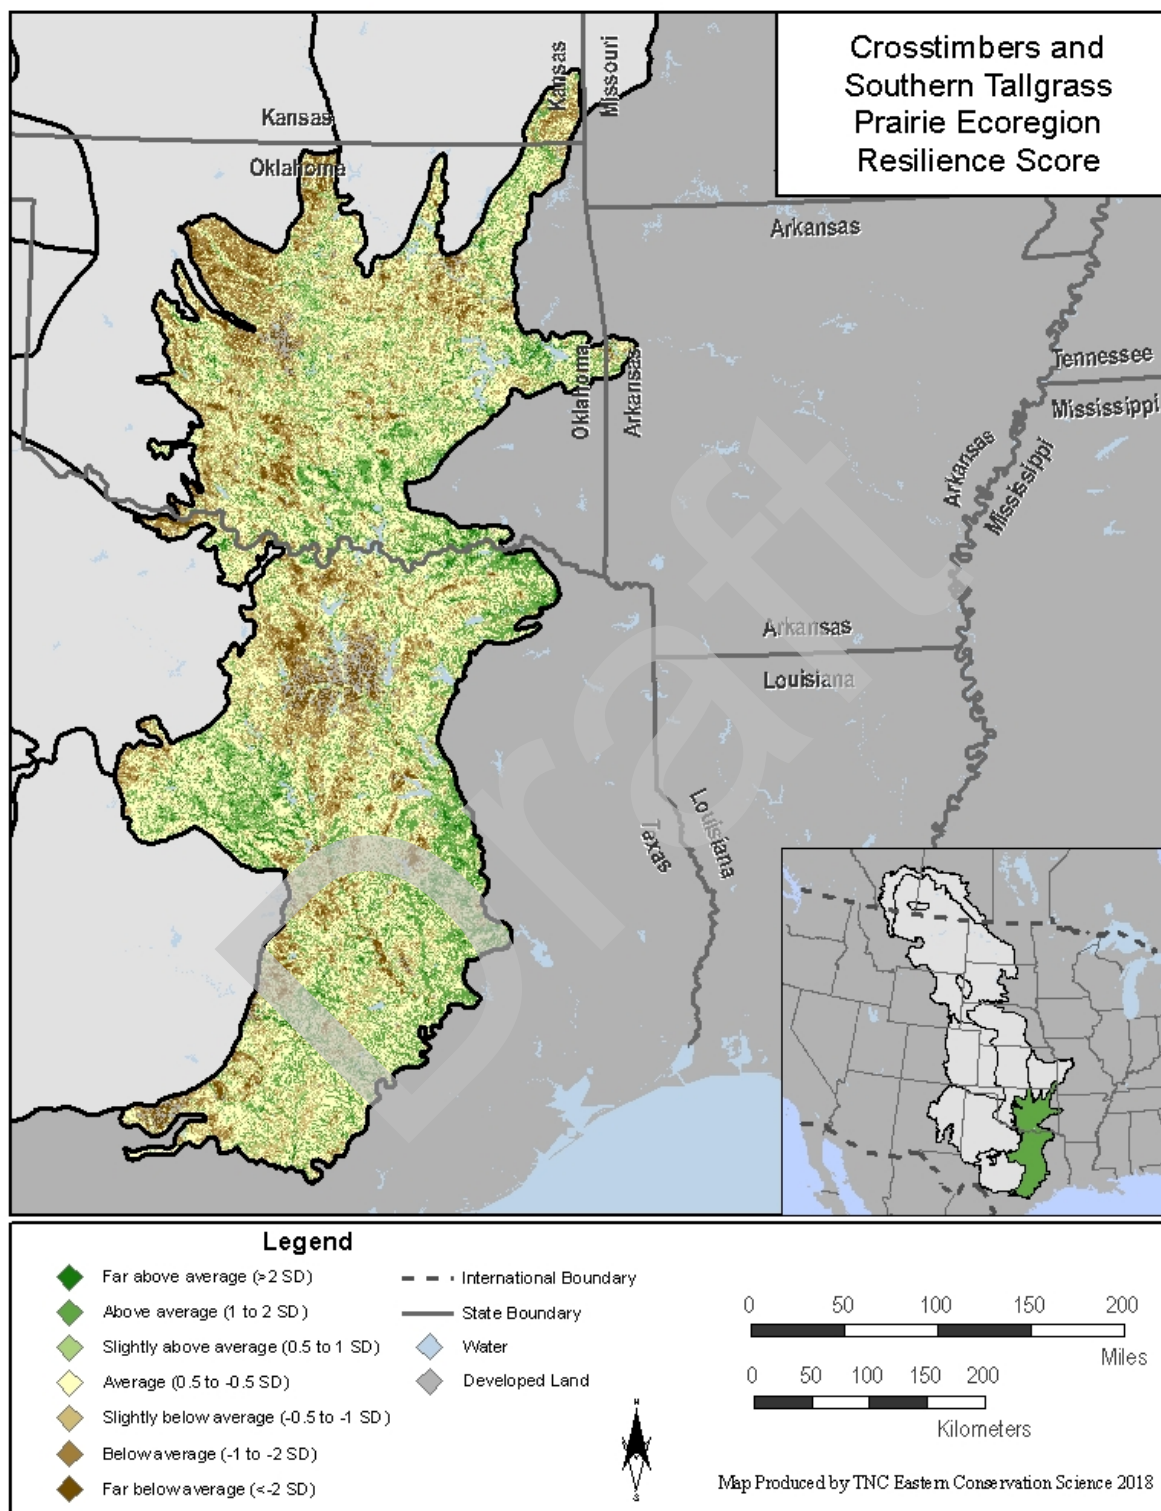 Crosstimbers and
Southern Tallgrass
Prairie Ecoregion
Resilience Score
Kansas
Missouri
Kansas
Oklahoma
Arkansas
Tennessee
Mississippi
Oklahoma
Arkansas
Arkansas
Mississippi
Arkansas
Louisiana
Texas
Louisiana
Draft
Legend
Far above average (>2 SD)
Above average (1 to 2 SD)
Slightly above average (0.5 to 1 SD)
Average (0.5 to -0.5 SD)
Slightly below average (-0.5 to -1 SD)
Below average (-1 to -2 SD)
Far below average (<-2 SD)
International Boundary
State Boundary
Water
Developed Land
N
S
0 50 100 150 200
Miles
0 50 100 150 200
Kilometers
Map Produced by TNC Eastern Conservation Science 2018